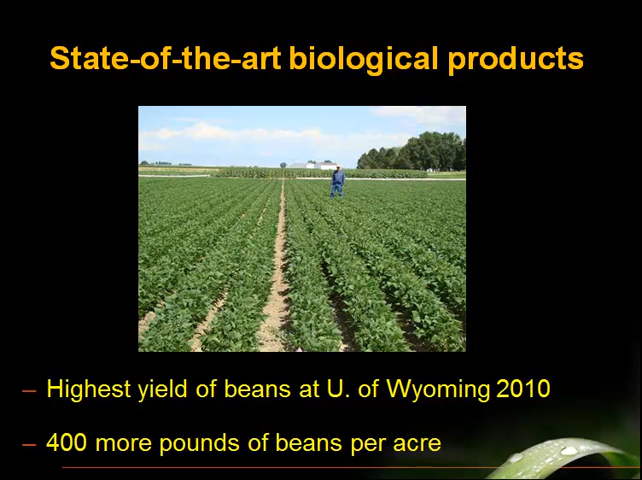 State-of-the-art biological products
– Highest yield of beans at U. of Wyoming 2010
– 400 more pounds of beans per acre